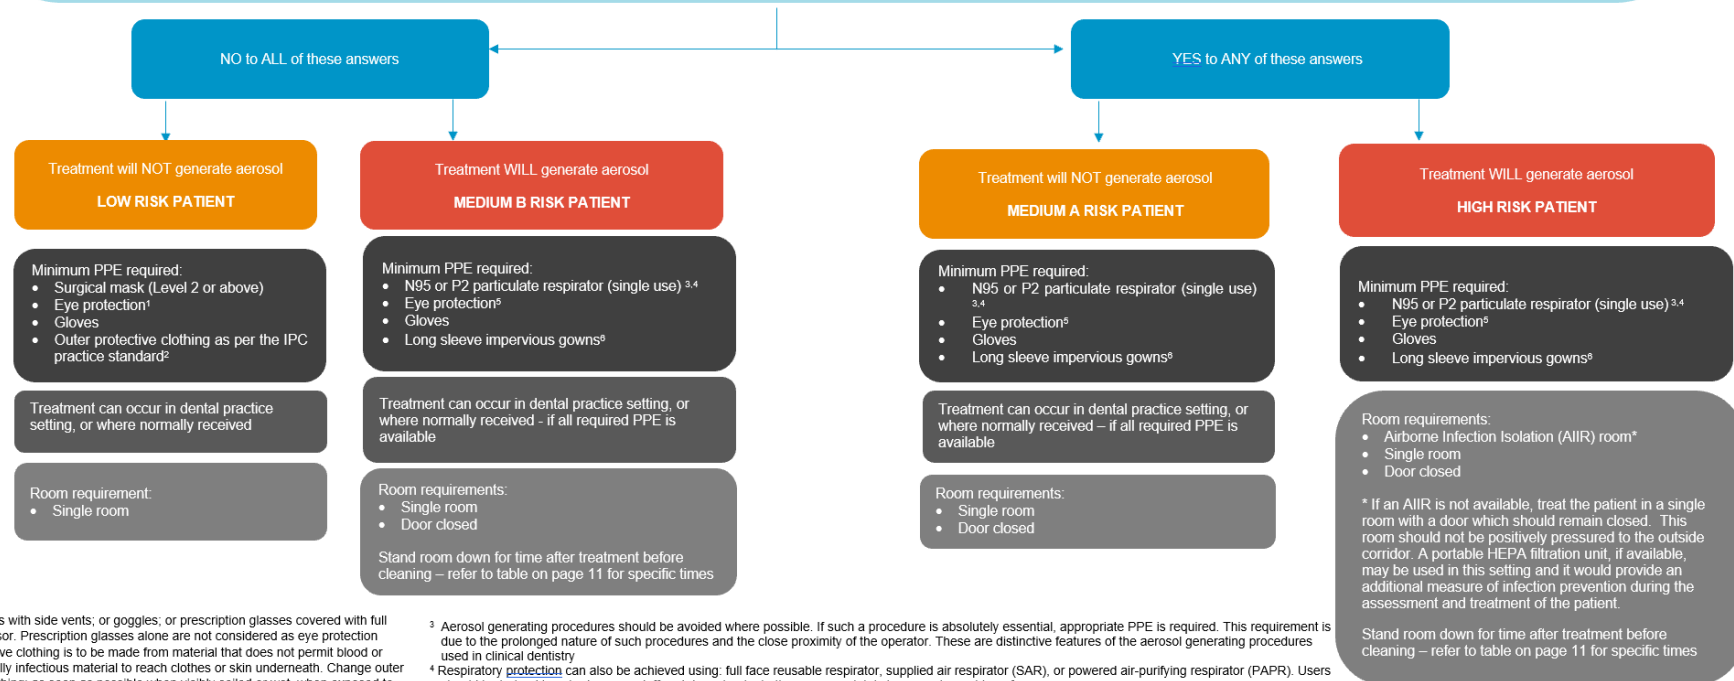 NO to ALL of these answers
YES to ANY of these answers
Treatment will NOT generate aerosol
LOW RISK PATIENT
Minimum PPE required:
• Surgical mask (Level 2 or above)
• Eye protection¹
• Gloves
• Outer protective clothing as per the IPC
practice standard²
Treatment can occur in dental practice
setting, or where normally received
Room requirement:
• Single room
Treatment WILL generate aerosol
MEDIUM B RISK PATIENT
Minimum PPE required:
• N95 or P2 particulate respirator (single use) ³,⁴
• Eye protection⁵
• Gloves
• Long sleeve impervious gowns⁶
Treatment can occur in dental practice setting, or
where normally received - if all required PPE is
available
Room requirements:
• Single room
• Door closed
Stand room down for time after treatment before
cleaning – refer to table on page 11 for specific times
Treatment will NOT generate aerosol
MEDIUM A RISK PATIENT
Minimum PPE required:
• N95 or P2 particulate respirator (single use)
³,⁴
• Eye protection⁵
• Gloves
• Long sleeve impervious gowns⁶
Treatment can occur in dental practice setting, or
where normally received – if all required PPE is
available
Room requirements:
• Single room
• Door closed
Treatment WILL generate aerosol
HIGH RISK PATIENT
Minimum PPE required:
• N95 or P2 particulate respirator (single use) ³,⁴
• Eye protection⁵
• Gloves
• Long sleeve impervious gowns⁶
Room requirements:
• Airborne Infection Isolation (AIIR) room*
• Single room
• Door closed
* If an AIIR is not available, treat the patient in a single
room with a door which should remain closed. This
room should not be positively pressured to the outside
corridor. A portable HEPA filtration unit, if available,
may be used in this setting and it would provide an
additional measure of infection prevention during the
assessment and treatment of the patient.
Stand room down for time after treatment before
cleaning – refer to table on page 11 for specific times
with side vents; or goggles; or prescription glasses covered with full
Prescription glasses alone are not considered as eye protection
clothing is to be made from material that does not permit blood or
infectious material to reach clothes or skin underneath. Change outer
³ Aerosol generating procedures should be avoided where possible. If such a procedure is absolutely essential, appropriate PPE is required. This requirement is
due to the prolonged nature of such procedures and the close proximity of the operator. These are distinctive features of the aerosol generating procedures
used in clinical dentistry
⁴ Respiratory protection can also be achieved using: full face reusable respirator, supplied air respirator (SAR), or powered air-purifying respirator (PAPR). Users